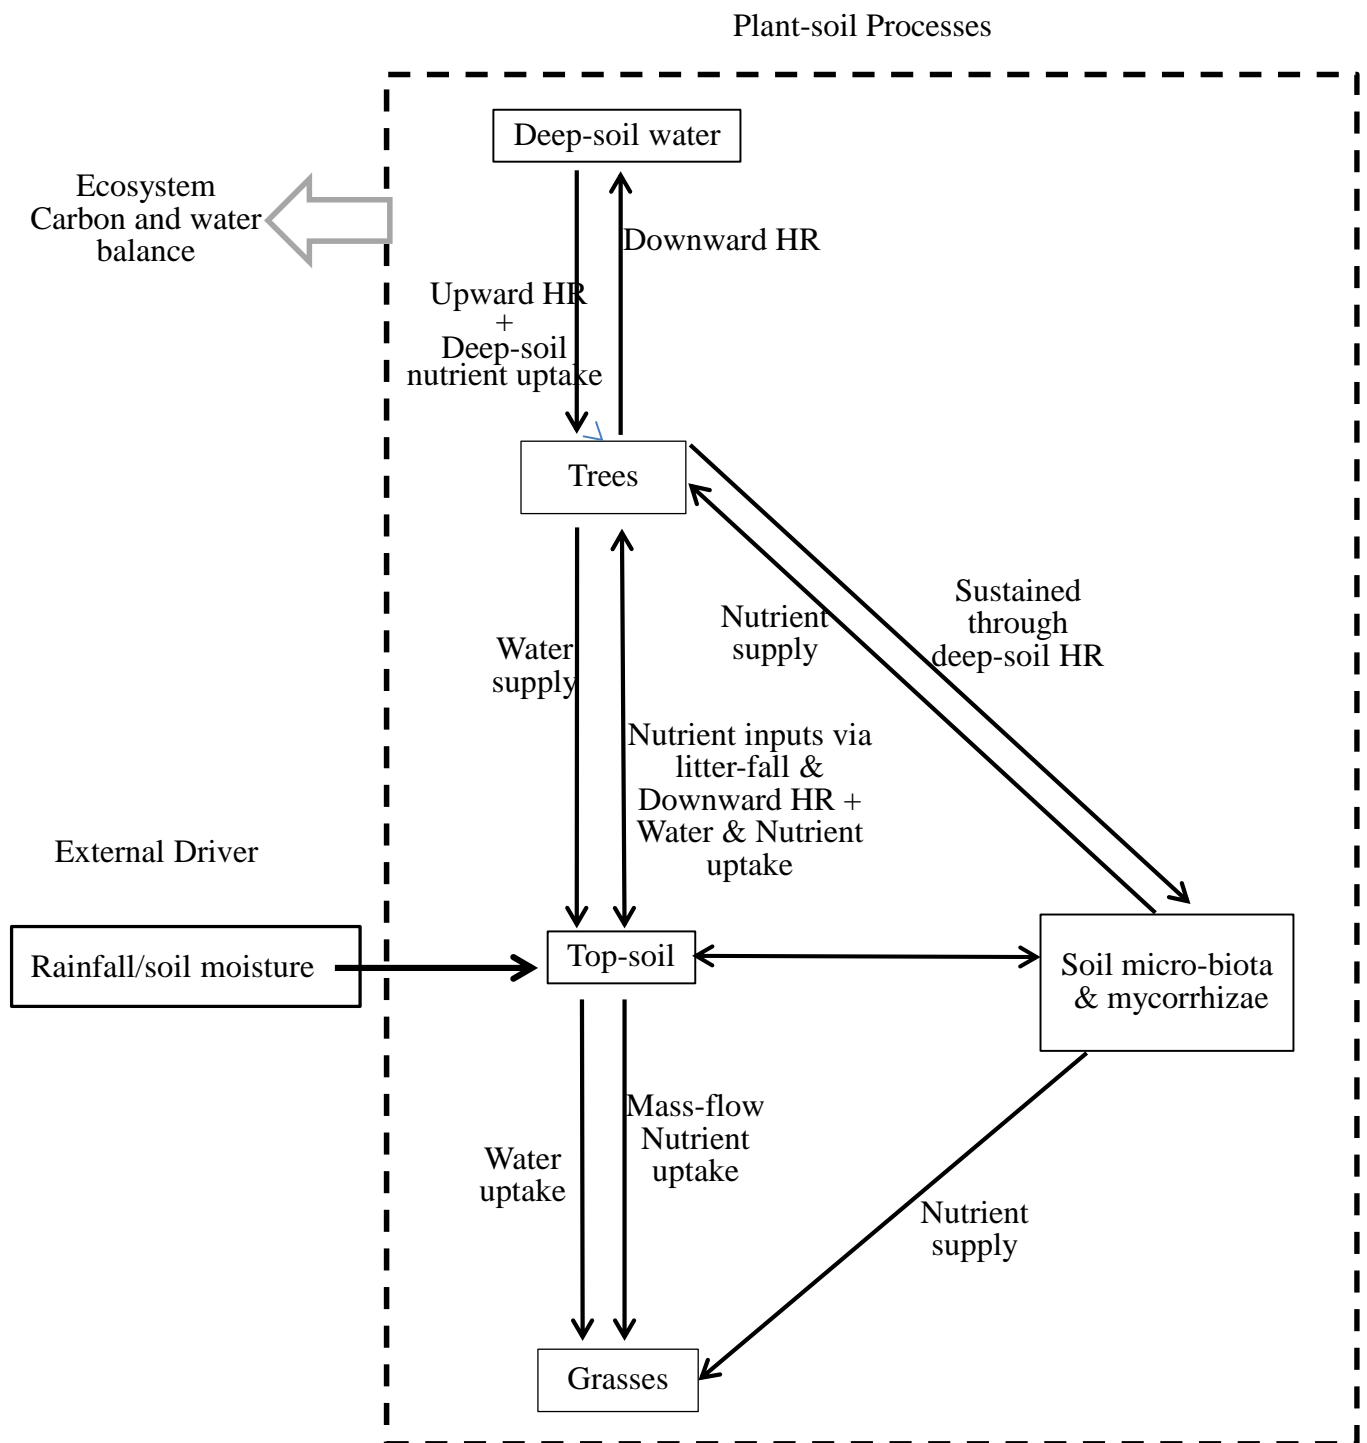 Plant-soil Processes
Deep-soil water
Ecosystem
Carbon and water
balance
Downward HR
Upward HR
+
Deep-soil
nutrient uptake
Trees
Sustained
through
deep-soil HR
Nutrient
supply
Water
supply
Nutrient inputs via
litter-fall &
Downward HR +
Water & Nutrient
uptake
External Driver
Rainfall/soil moisture
Top-soil
Soil micro-biota
& mycorrhizae
Mass-flow
Nutrient
uptake
Water
uptake
Nutrient
supply
Grasses